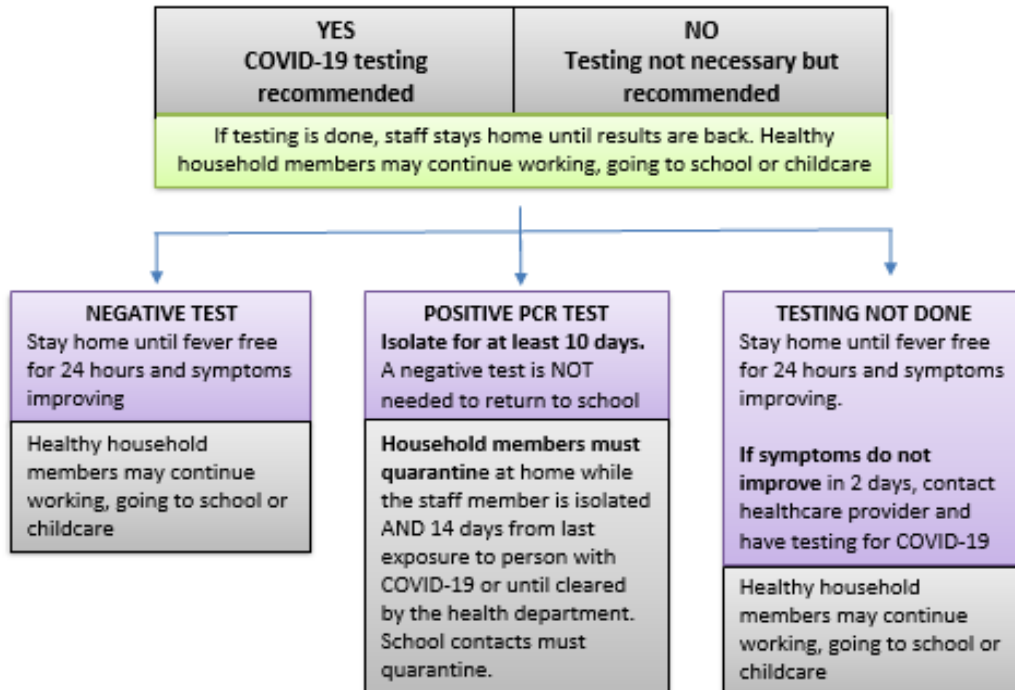 YES
COVID-19 testing
recommended
NO
Testing not necessary but
recommended
If testing is done, staff stays home until results are back. Healthy
household members may continue working, going to school or childcare
NEGATIVE TEST
Stay home until fever free
for 24 hours and symptoms
improving
Healthy household
members may continue
working, going to school or
childcare
POSITIVE PCR TEST
Isolate for at least 10 days.
A negative test is NOT
needed to return to school
Household members must
quarantine at home while
the staff member is isolated
AND 14 days from last
exposure to person with
COVID-19 or until cleared
by the health department.
School contacts must
quarantine.
TESTING NOT DONE
Stay home until fever free
for 24 hours and symptoms
improving.
If symptoms do not
improve in 2 days, contact
healthcare provider and
have testing for COVID-19
Healthy household
members may continue
working, going to school or
childcare